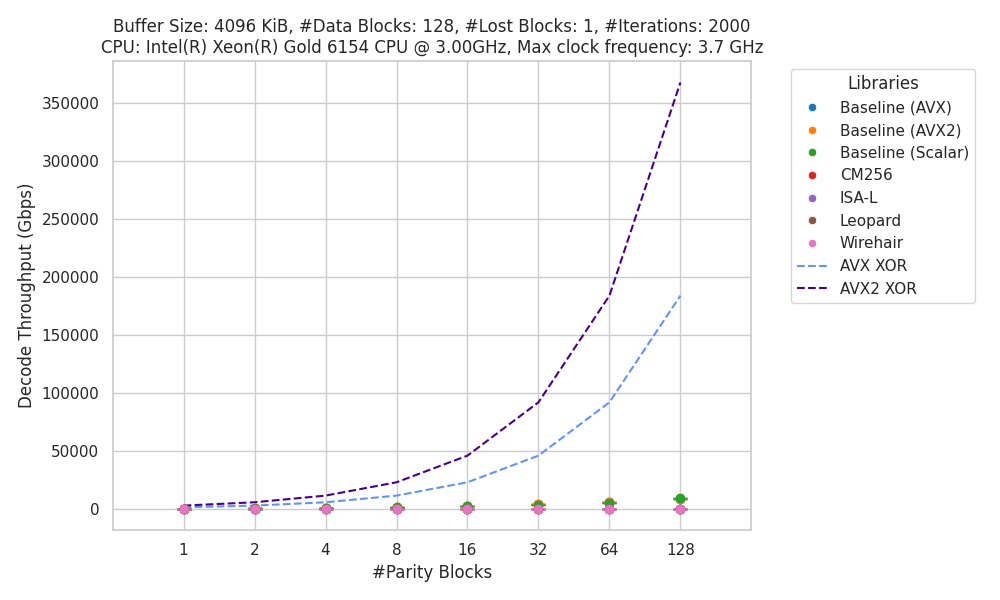 Buffer Size: 4096 KiB, #Data Blocks: 128, #Lost Blocks: 1, #Iterations: 2000
CPU: Intel(R) Xeon(R) Gold 6154 CPU @ 3.00GHz, Max clock frequency: 3.7 GHz
Decode Throughput (Gbps)
350000
300000
250000
200000
150000
100000
50000
0
1 2 4 8 16 32 64 128
#Parity Blocks
Libraries
Baseline (AVX)
Baseline (AVX2)
Baseline (Scalar)
CM256
ISA-L
Leopard
Wirehair
AVX XOR
AVX2 XOR